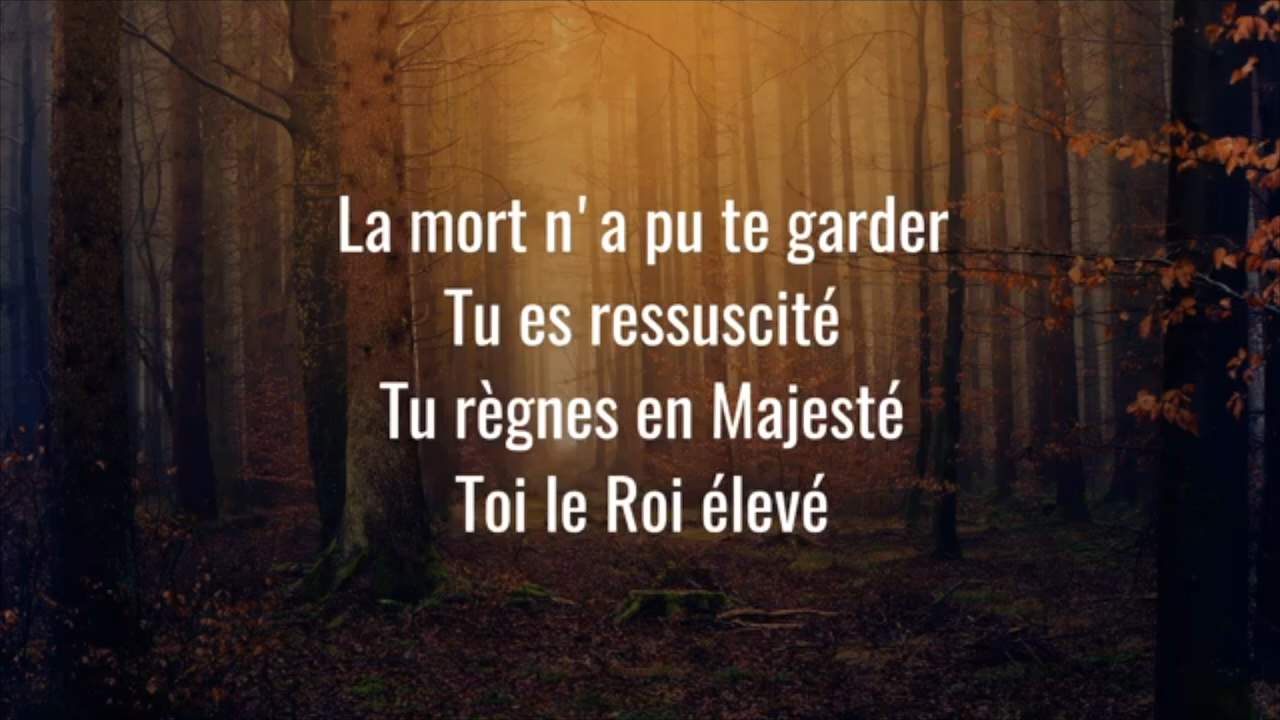 La mort n'a pu te garder
Tu es ressuscité
Tu règnes en Majesté
Toi le Roi élevé